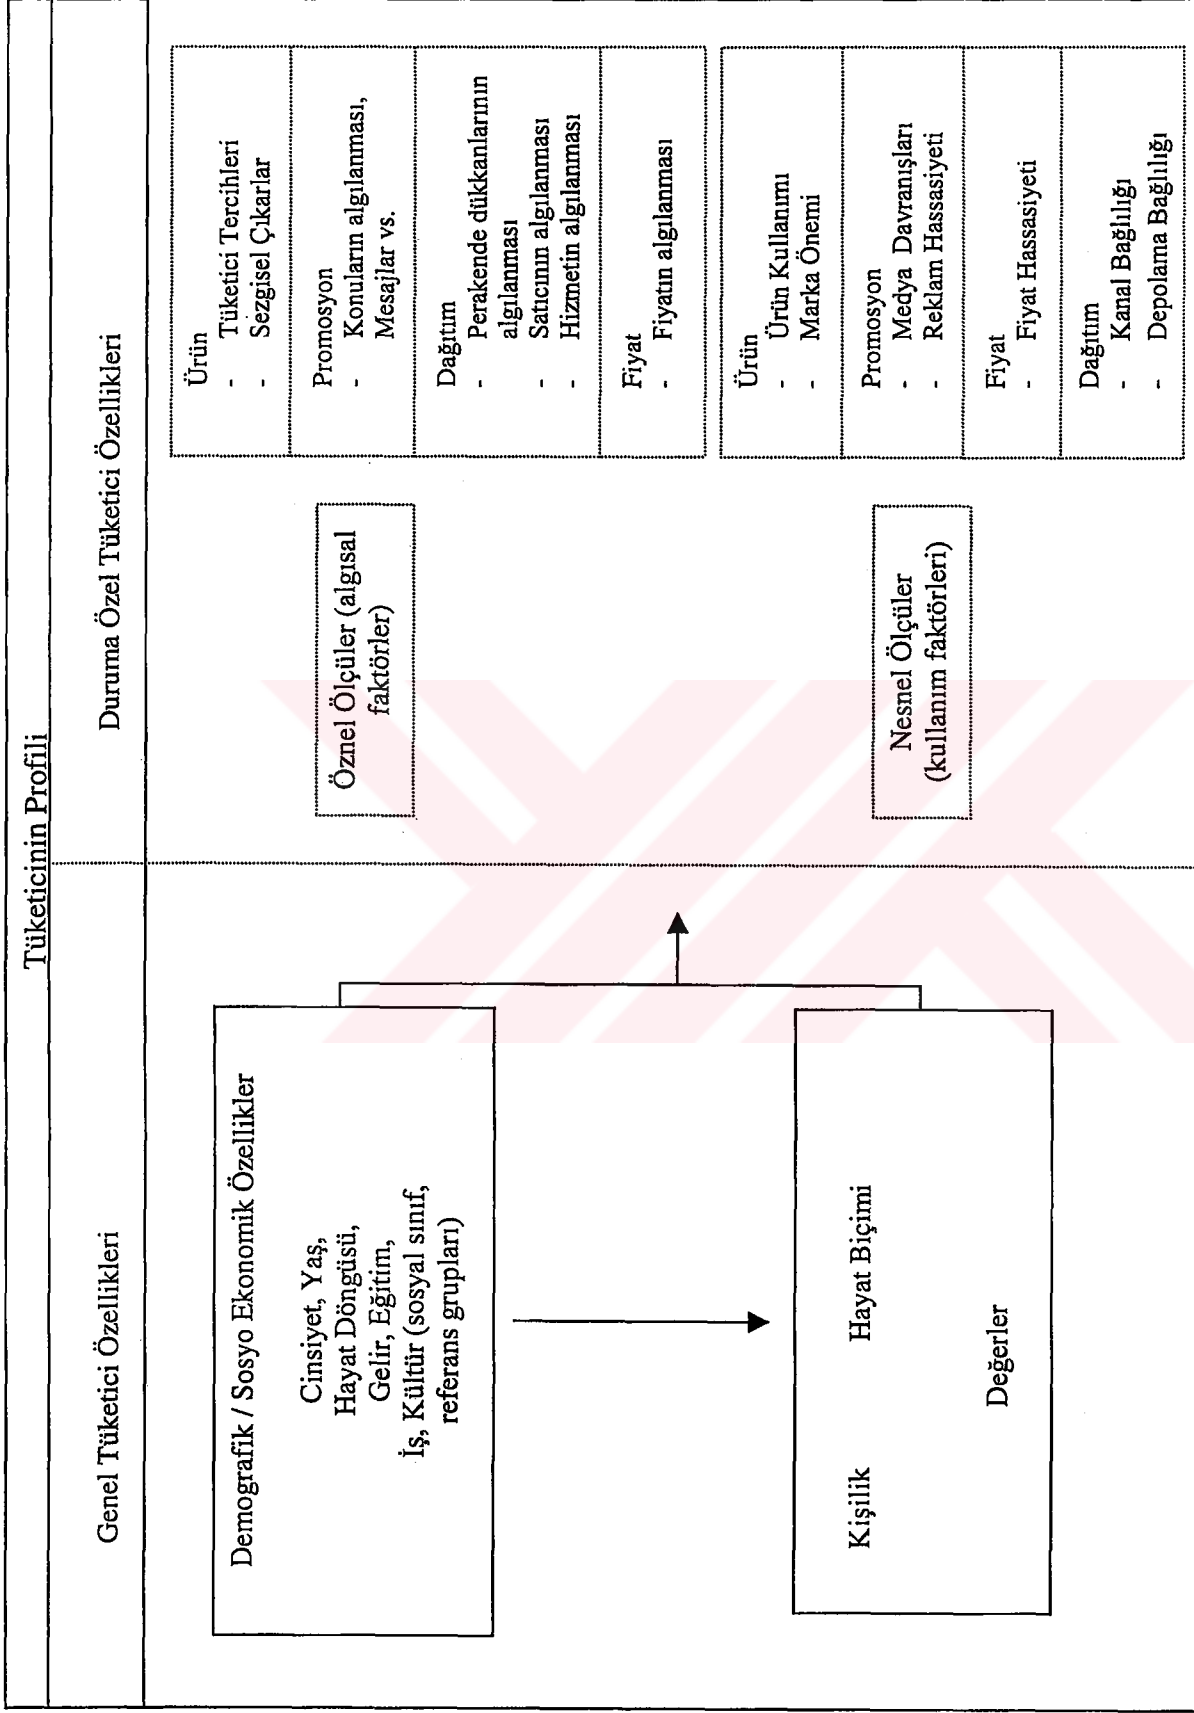 Tüketicinin Profili
Genel Tüketici Özellikleri
Duruma Özel Tüketici Özellikleri
Demografik / Sosyo Ekonomik Özellikler
Cinsiyet, Yaş,
Hayat Döngüsü,
Gelir, Eğitim,
İş, Kültür (sosyal sınıf,
referans grupları)
Kişilik
Hayat Biçimi
Değerler
Öznel Ölçüler (algısal
faktörler)
Ürün
- Tüketici Tercihleri
- Sezgisel Çıkarlar
Promosyon
- Konuların algılanması,
Mesajlar vs.
Dağıtım
- Perakende dükkanlarının
algılanması
- Satıcının algılanması
- Hizmetin algılanması
Fiyat
- Fiyatın algılanması
Nesnel Ölçüler
(kullanım faktörleri)
Ürün
- Ürün Kullanımı
- Marka Önemi
Promosyon
- Medya Davranışları
- Reklam Hassasiyeti
Fiyat
- Fiyat Hassasiyeti
Dağıtım
- Kanal Bağlılığı
- Depolama Bağlılığı